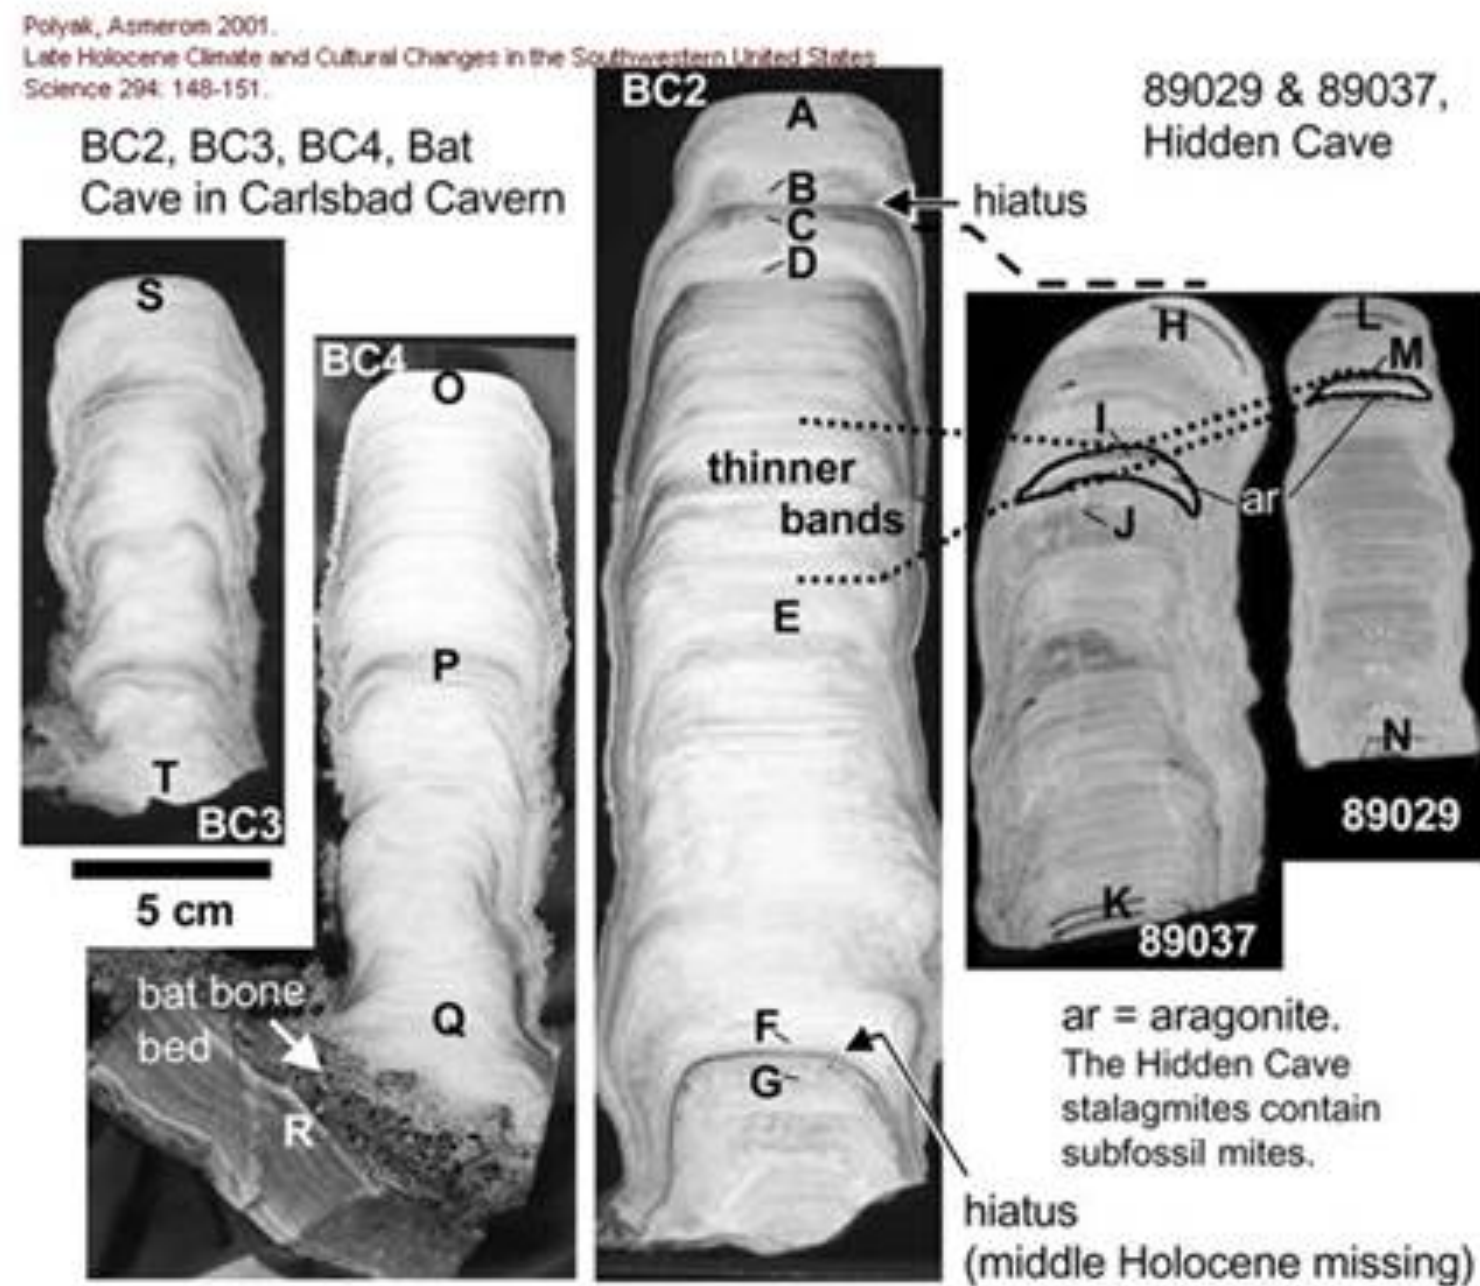 Polyak, Asmerom 2001.
Late Holocene Climate and Cultural Changes in the Southwestern United States
Science 294: 148-151.
BC2, BC3, BC4, Bat
Cave in Carlsbad Cavern
89029 & 89037,
Hidden Cave
S
T
BC3
5 cm
BC4
O
P
Q
bat bone
bed
R
BC2
A
B
hiatus
C
D
thinner
bands
E
F
G
hiatus
(middle Holocene missing)
H
I
J
K
89037
L
M
ar
N
89029
ar = aragonite.
The Hidden Cave
stalagmites contain
subfossil mites.